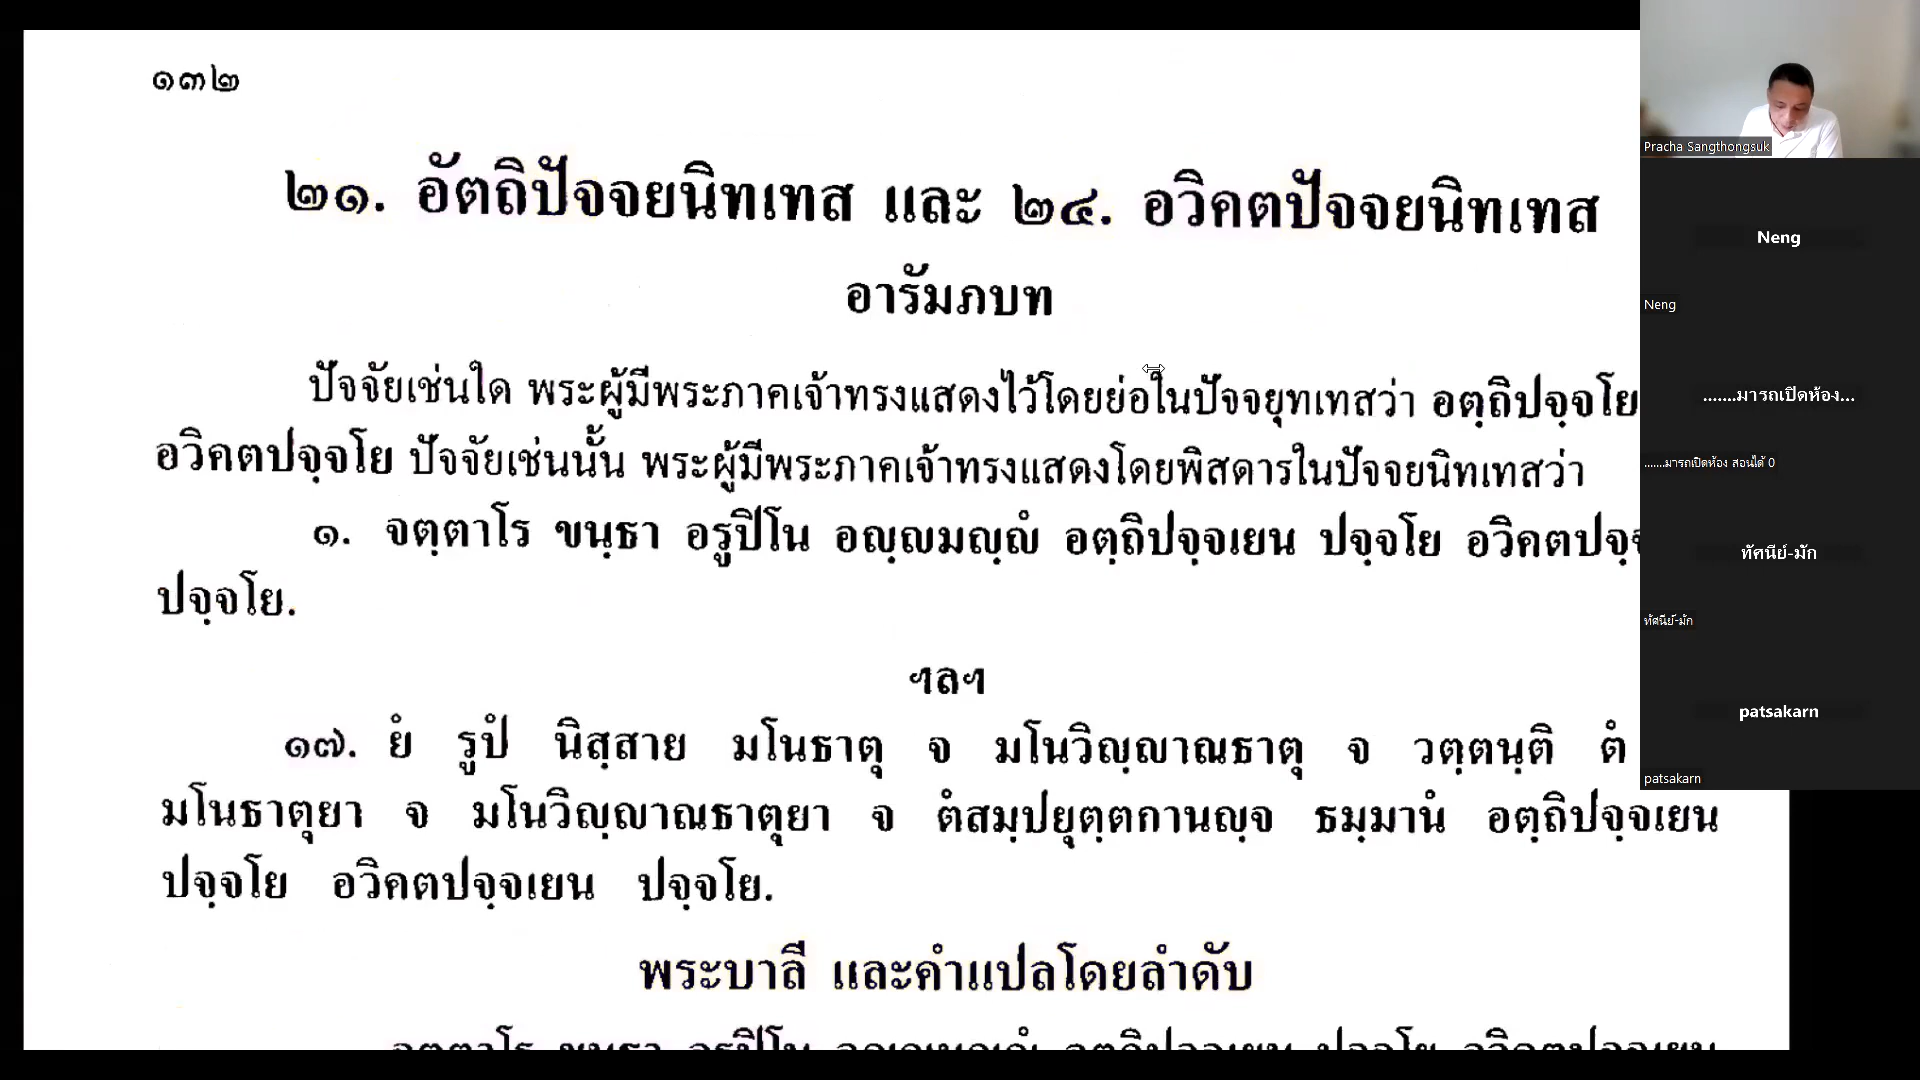 ๑๓๒
๒๑. อัตถิปัจจยนิทเทส และ ๒๔. อวิคตปัจจยนิทเทส
อารัมภบท
ปัจจัยเช่นใด พระผู้มีพระภาคเจ้าทรงแสดงไว้โดยย่อในปัจจยุทเทสว่า อตฺถิปจฺจโย
อวิคตปจฺจโย ปัจจัยเช่นนั้น พระผู้มีพระภาคเจ้าทรงแสดงโดยพิสดารในปัจจยนิทเทสว่า
๑. จตฺตาโร ขนฺธา อรูปิโน อญฺญมญฺญํ อตฺถิปจฺจเยน ปจฺจโย
ปจฺจโย.
ฯลฯ
๑๗. ยํ รูปํ นิสฺสาย มโนธาตุ จ มโนวิญฺญาณธาตุ จ วตฺตนฺติ ตํ
มโนธาตุยา จ มโนวิญฺญาณธาตุยา จ ตํสมฺปยุตฺตกานญฺจ ธมฺมานํ อตฺถิปจฺจเยน
ปจฺจโย อวิคตปจฺจเยน ปจฺจโย.
พระบาลี และคำแปลโดยลำดับ
Pracha Sangthongsuk
Neng
Neng
.......มารถเปิดห้อง...
.......มารถเปิดห้อง สอนได้ 0
ทัศนีย์-มัก
ทัศนีย์-มัก
patsakarn
patsakarn